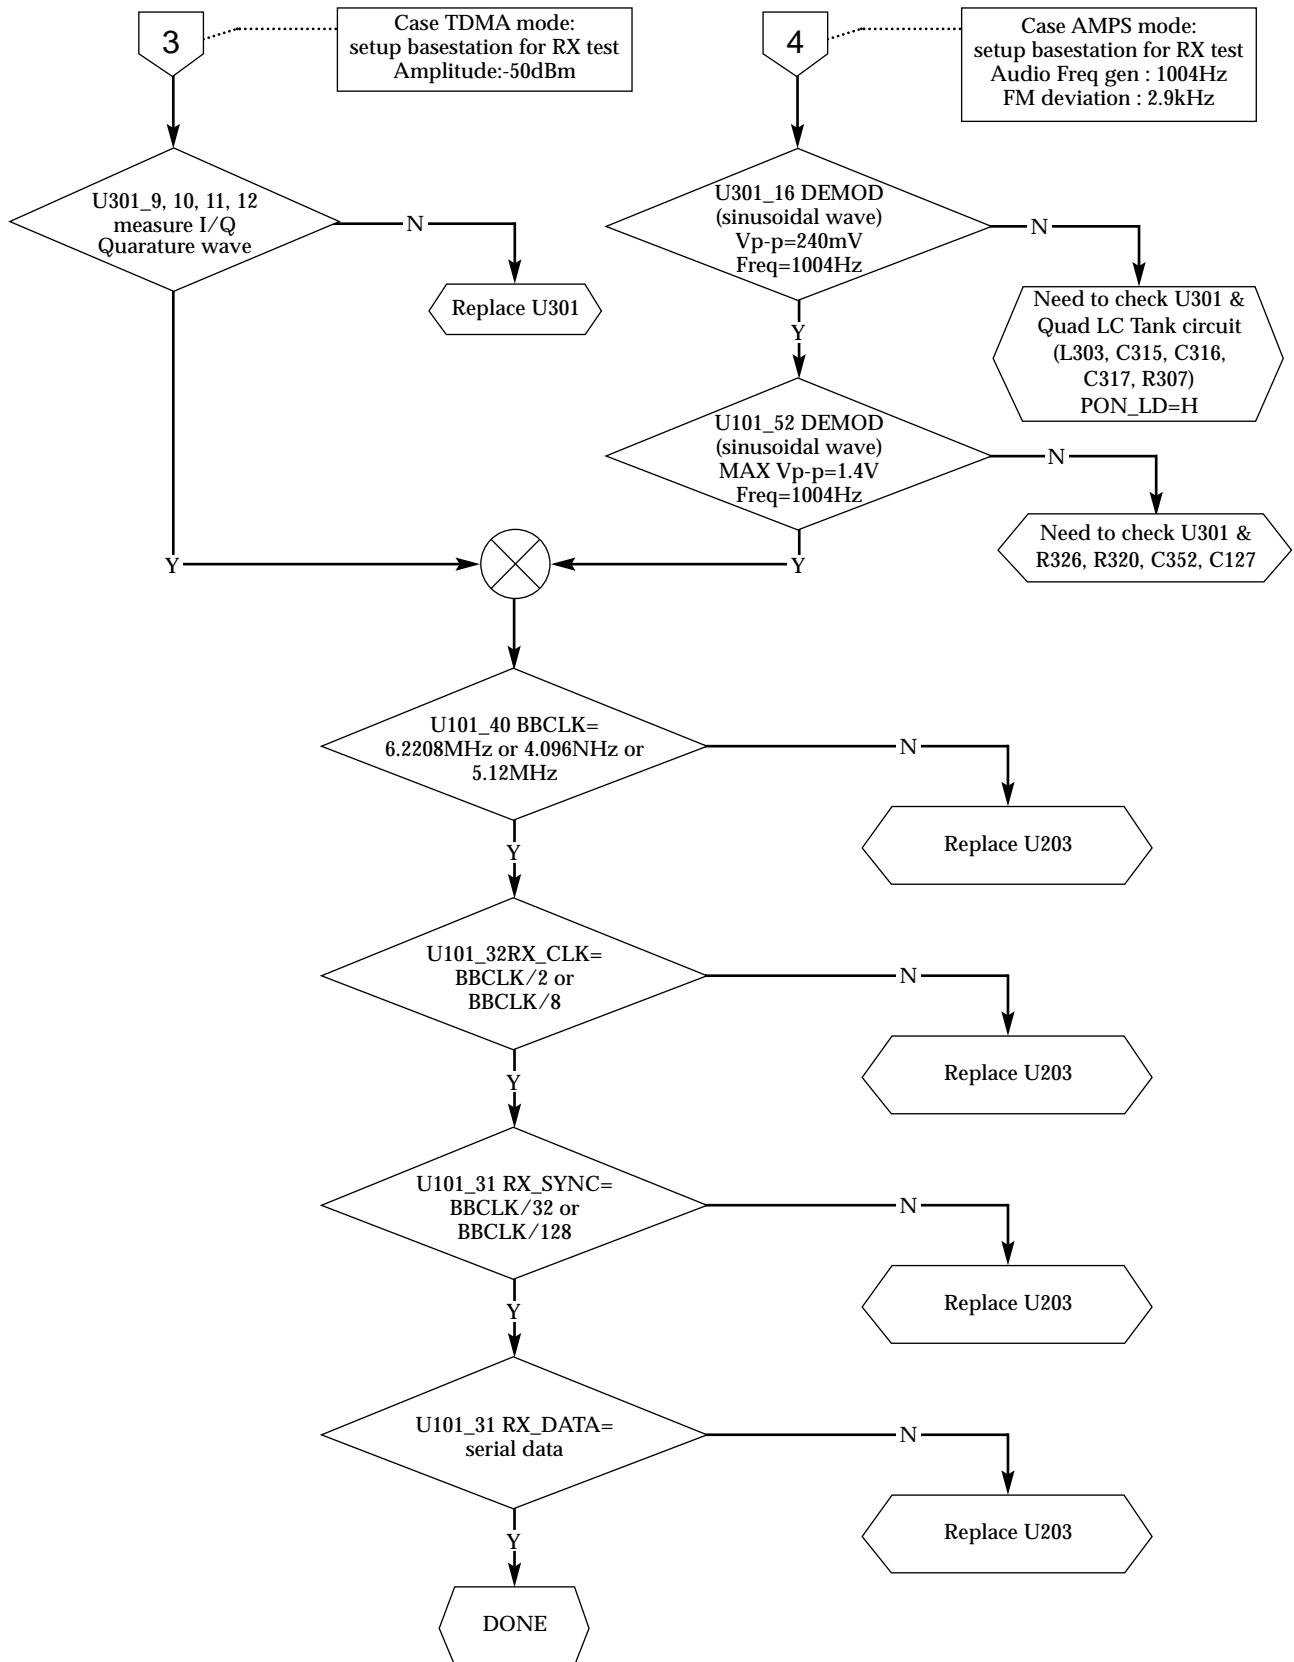 3
Case TDMA mode:
setup basestation for RX test
Amplitude:-50dBm
4
Case AMPS mode:
setup basestation for RX test
Audio Freq gen : 1004Hz
FM deviation : 2.9kHz
U301_9, 10, 11, 12
measure I/Q
Quarature wave
N
Replace U301
U301_16 DEMOD
(sinusoidal wave)
Vp-p=240mV
Freq=1004Hz
N
Need to check U301 &
Quad LC Tank circuit
(L303, C315, C316,
C317, R307)
PON_LD=H
Y
U101_52 DEMOD
(sinusoidal wave)
MAX Vp-p=1.4V
Freq=1004Hz
N
Need to check U301 &
R326, R320, C352, C127
Y
Y
U101_40 BBCLK=
6.2208MHz or 4.096NHz or
5.12MHz
N
Replace U203
Y
U101_32RX_CLK=
BBCLK/2 or
BBCLK/8
N
Replace U203
Y
U101_31 RX_SYNC=
BBCLK/32 or
BBCLK/128
N
Replace U203
Y
U101_31 RX_DATA=
serial data
N
Replace U203
Y
DONE